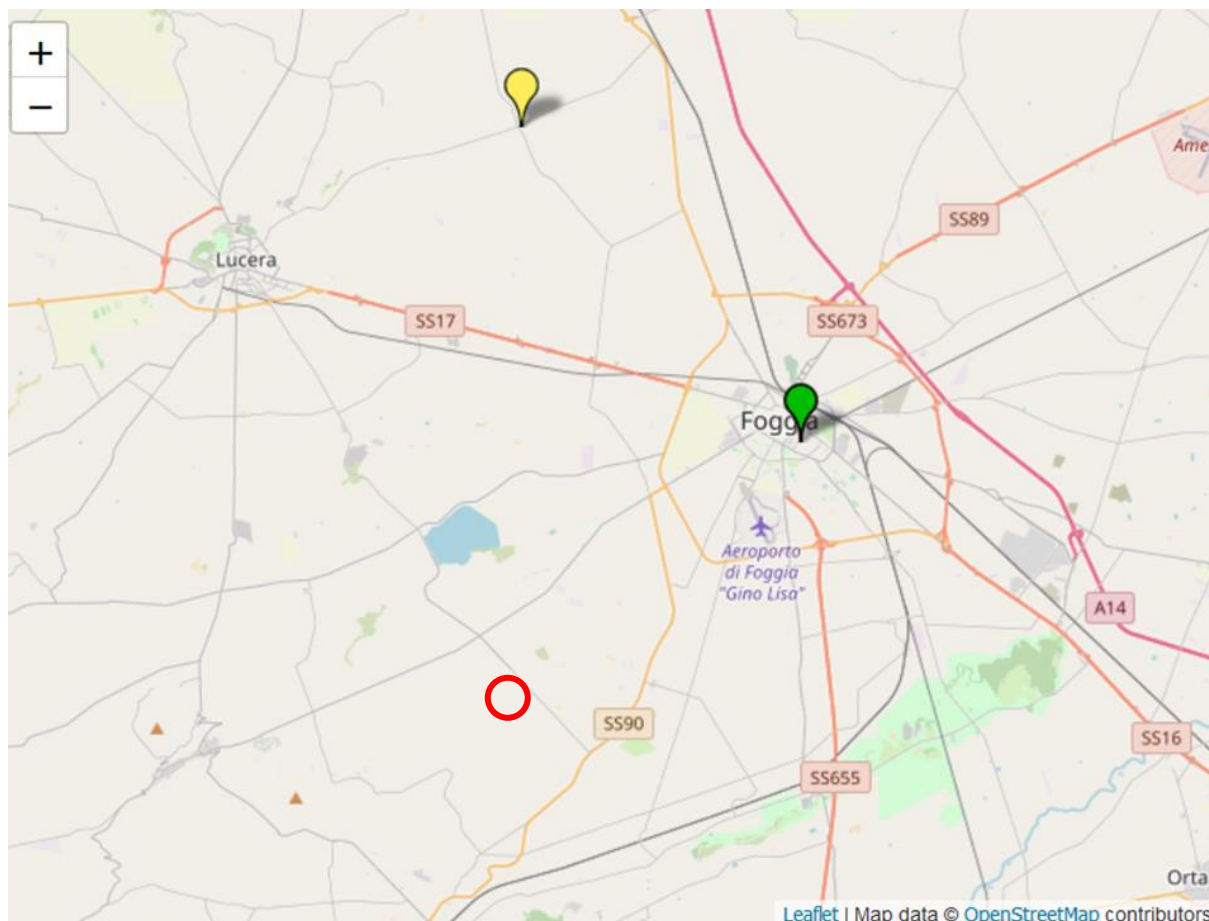 +
−
Ame
SS89
Lucera
SS17
SS673
Foggia
Aeroporto
di Foggia
"Gino Lisa"
A14
SS90
SS16
SS655
Orta
Leaflet | Map data © OpenStreetMap contributors